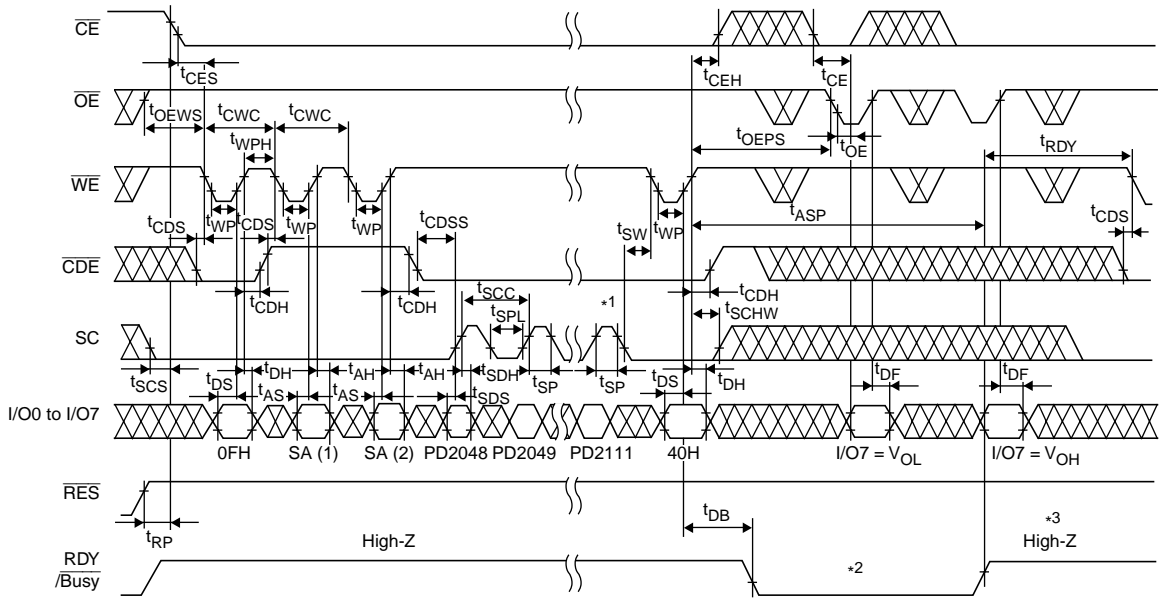 CE
tCES
tCEH
tCE
OE
tOEWS
tCWC
tCWC
tWPH
tOEPS
tOE
tRDY
WE
tCDS
tWP
tCDS
tWP
tWP
tCDSS
tSW
tWP
tASP
tCDS
CDE
tCDH
tCDH
tSCC
tSPL
*1
tCDH
tSCHW
SC
tSCS
tDS
tDH
tAS
tAH
tAS
tAH
tSDH
tSDS
tSP
tSP
tDS
tDH
tDF
tDF
I/O0 to I/O7
0FH
SA (1)
SA (2)
PD2048
PD2049
PD2111
40H
I/O7 = VOL
I/O7 = VOH
RES
tRP
tDB
*3
High-Z
High-Z
RDY
/Busy
*2